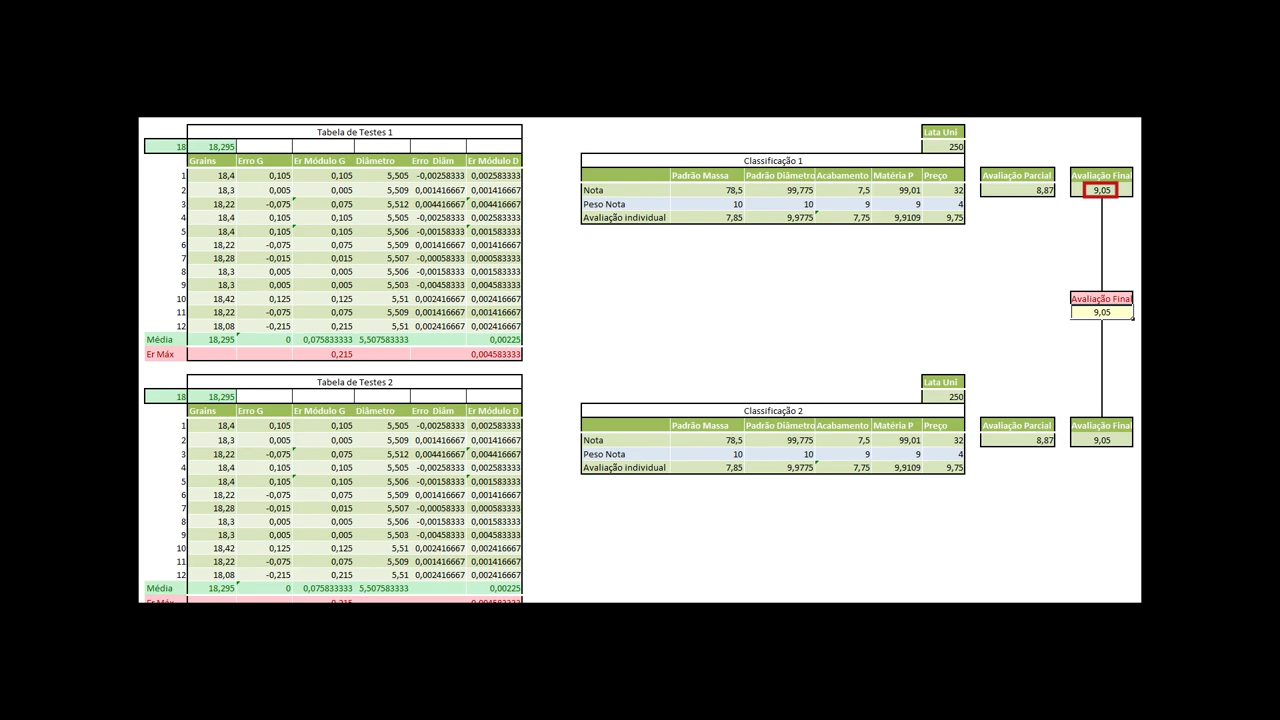 Tabela de Testes 1 Lata Uni
18 18,295 250
Grains Erro G Er Módulo G Diâmetro Erro Diâm Er Módulo D Classificação 1
1 18,4 0,105 0,105 5,505 -0,00258333 0,002583333 Padrão Massa Padrão Diâmetro Acabamento Matéria P Preço Avaliação Parcial Avaliação Final
2 18,3 0,005 0,005 5,509 0,001416667 0,001416667 Nota 78,5 99,775 7,5 99,01 32 8,87 9,05
3 18,22 -0,075 0,075 5,512 0,004416667 0,004416667 Peso Nota 10 10 9 9 4
4 18,4 0,105 0,105 5,505 -0,00258333 0,002583333 Avaliação individual 7,85 9,9775 7,75 9,9109 9,75
5 18,4 0,105 0,105 5,506 -0,00158333 0,001583333
6 18,22 -0,075 0,075 5,509 0,001416667 0,001416667
7 18,28 -0,015 0,015 5,507 -0,00058333 0,000583333
8 18,3 0,005 0,005 5,506 -0,00158333 0,001583333
9 18,3 0,005 0,005 5,503 -0,00458333 0,004583333
10 18,42 0,125 0,125 5,51 0,002416667 0,002416667 Avaliação Final
11 18,22 -0,075 0,075 5,509 0,001416667 0,001416667 9,05
12 18,08 -0,215 0,215 5,51 0,002416667 0,002416667
Média 18,295 0 0,075833333 5,507583333 0,00225
Er Máx 0,215 0,004583333
Tabela de Testes 2 Lata Uni
18 18,295 250
Grains Erro G Er Módulo G Diâmetro Erro Diâm Er Módulo D Classificação 2
1 18,4 0,105 0,105 5,505 -0,00258333 0,002583333 Padrão Massa Padrão Diâmetro Acabamento Matéria P Preço Avaliação Parcial Avaliação Final
2 18,3 0,005 0,005 5,509 0,001416667 0,001416667 Nota 78,5 99,775 7,5 99,01 32 8,87 9,05
3 18,22 -0,075 0,075 5,512 0,004416667 0,004416667 Peso Nota 10 10 9 9 4
4 18,4 0,105 0,105 5,505 -0,00258333 0,002583333 Avaliação individual 7,85 9,9775 7,75 9,9109 9,75
5 18,4 0,105 0,105 5,506 -0,00158333 0,001583333
6 18,22 -0,075 0,075 5,509 0,001416667 0,001416667
7 18,28 -0,015 0,015 5,507 -0,00058333 0,000583333
8 18,3 0,005 0,005 5,506 -0,00158333 0,001583333
9 18,3 0,005 0,005 5,503 -0,00458333 0,004583333
10 18,42 0,125 0,125 5,51 0,002416667 0,002416667
11 18,22 -0,075 0,075 5,509 0,001416667 0,001416667
12 18,08 -0,215 0,215 5,51 0,002416667 0,002416667
Média 18,295 0 0,075833333 5,507583333 0,00225
Er Máx 0,215 0,004583333